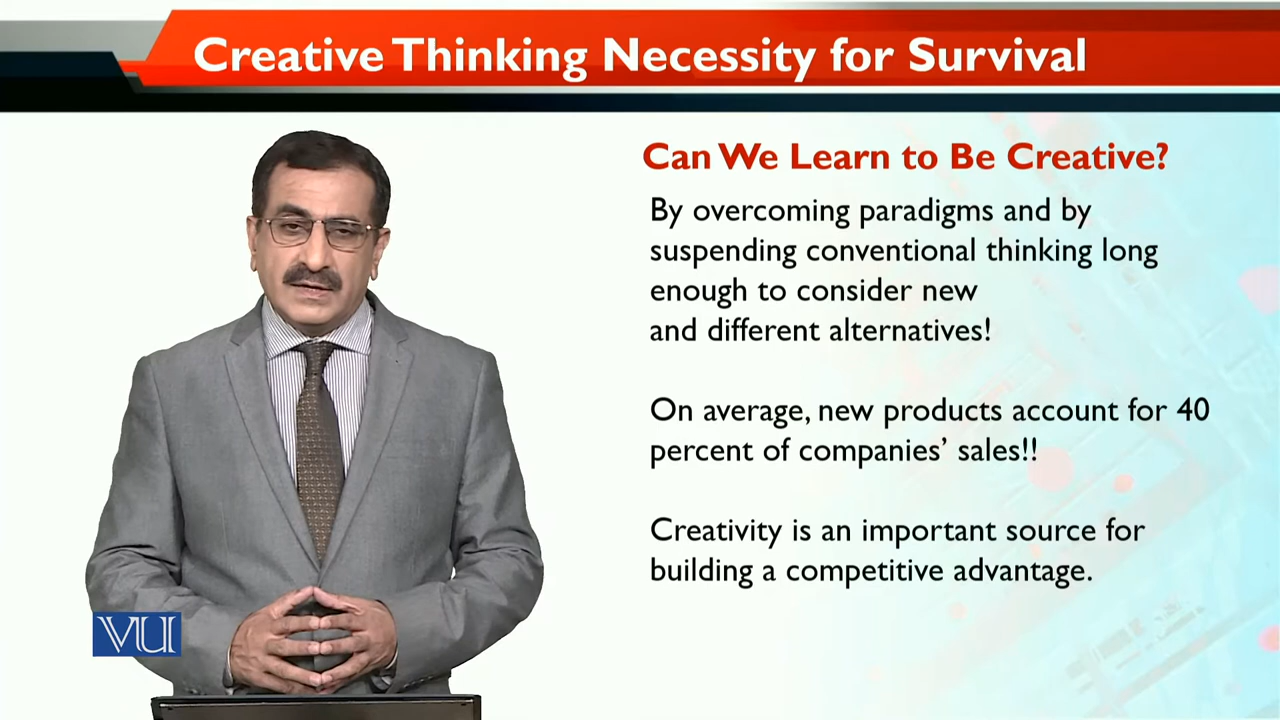 Creative Thinking Necessity for Survival
Can We Learn to Be Creative?
By overcoming paradigms and by
suspending conventional thinking long
enough to consider new
and different alternatives!
On average, new products account for 40
percent of companies’ sales!!
Creativity is an important source for
building a competitive advantage.
VU